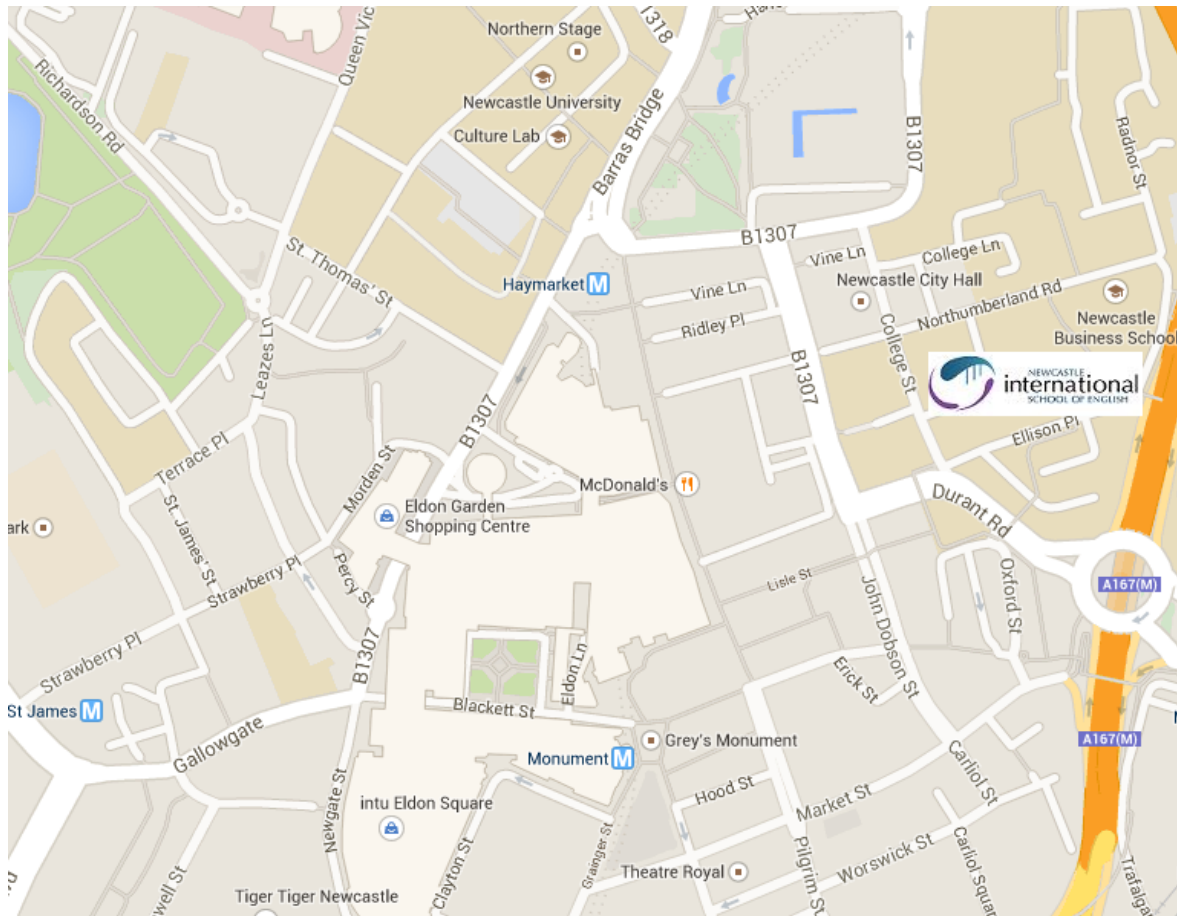 Northern Stage
B1318
Queen Vic
Richardson Rd
Newcastle University
Culture Lab
Barras Bridge
B1307
Radnor St
St. Thomas' St
B1307
Vine Ln
College Ln
Haymarket M
Vine Ln
Newcastle City Hall
Northumberland Rd
Ridley Pl
Newcastle
Business School
Leazes Ln
College St
B1307
NEWCASTLE
international
SCHOOL OF ENGLISH
B1307
Terrace Pl
Morden St
Ellison Pl
McDonald's
Durant Rd
St. James' St
Eldon Garden
Shopping Centre
ark
Percy St
Strawberry Pl
Lisle St
A167(M)
John Dobson St
Oxford St
B1307
Strawberry Pl
Eldon Ln
Erick St
St James M
Blackett St
Gallowgate
Grey's Monument
A167(M)
Monument M
Carliol St
Hood St
Market St
intu Eldon Square
Newgate St
Grainger St
Pilgrim St
Worswick St
Carliol Squa
Clayton St
Theatre Royal
Trafalga
well St
Tiger Tiger Newcastle